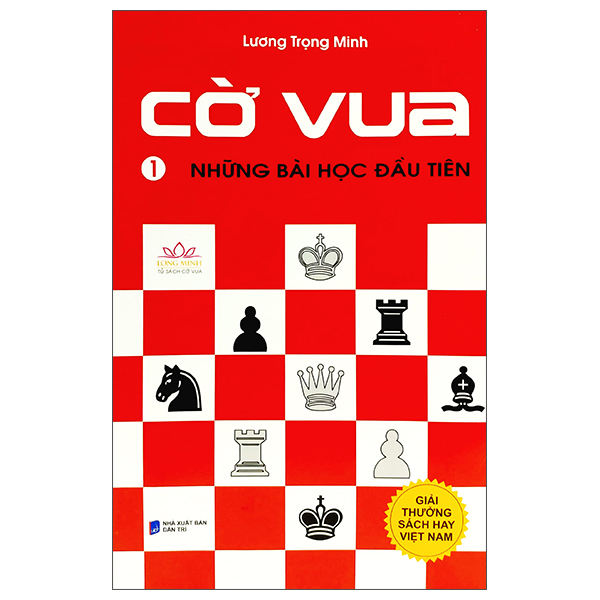 Lương Trọng Minh
CỜ VUA
1 NHỮNG BÀI HỌC ĐẦU TIÊN
LONG MINH
TỦ SÁCH CỜ VUA
GIẢI
THƯỞNG
SÁCH HAY
VIỆT NAM
NHÀ XUẤT BẢN
DÂN TRÍ